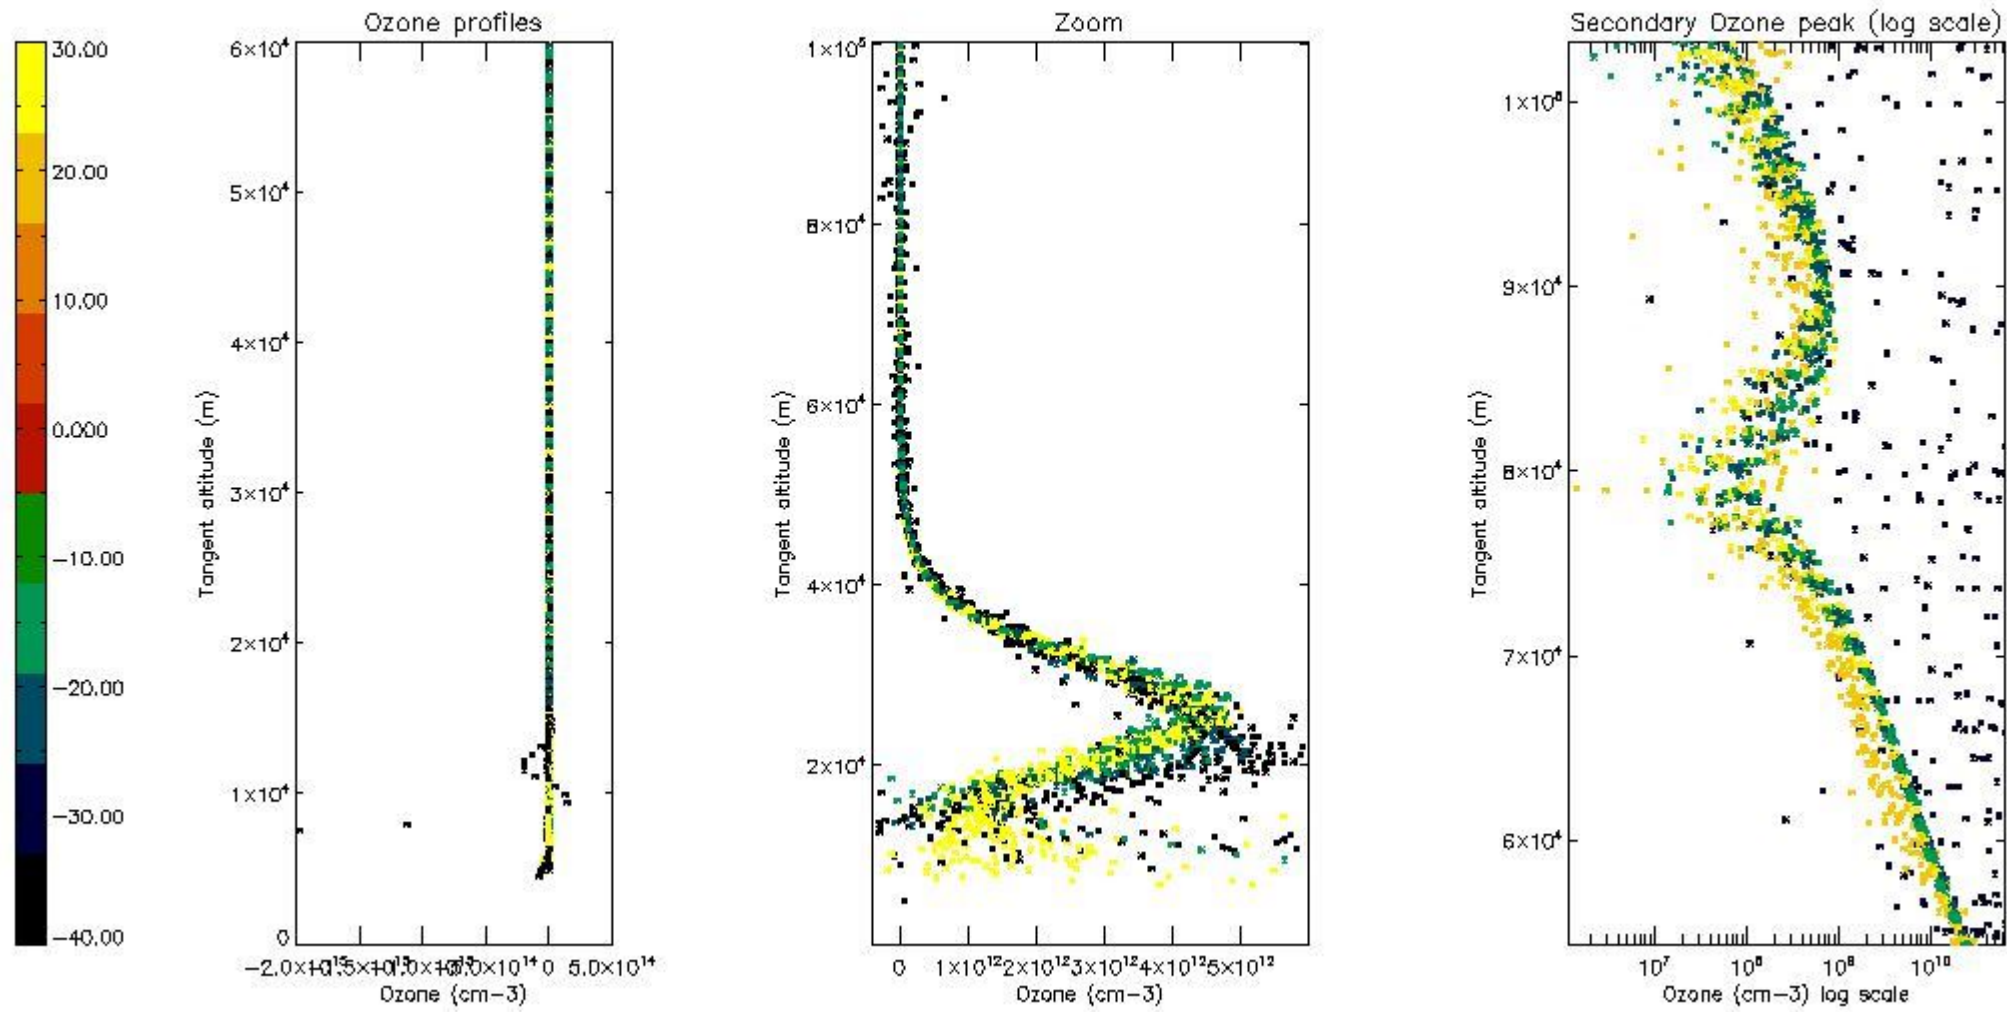 Ozone profiles
Zoom
Secondary Ozone peak (log scale)
30.00
20.00
10.00
0.000
−10.00
−20.00
−30.00
−40.00
6×10⁴
5×10⁴
4×10⁴
3×10⁴
2×10⁴
1×10⁴
0
Tangent altitude (m)
0 5.0×10¹⁴
Ozone (cm−3)
1×10⁵
8×10⁴
6×10⁴
4×10⁴
2×10⁴
Tangent altitude (m)
0 1×10¹² 2×10¹² 3×10¹² 4×10¹² 5×10¹²
Ozone (cm−3)
9×10⁴
8×10⁴
7×10⁴
6×10⁴
Tangent altitude (m)
10⁷ 10⁸ 10⁹ 10¹⁰
Ozone (cm−3) log scale